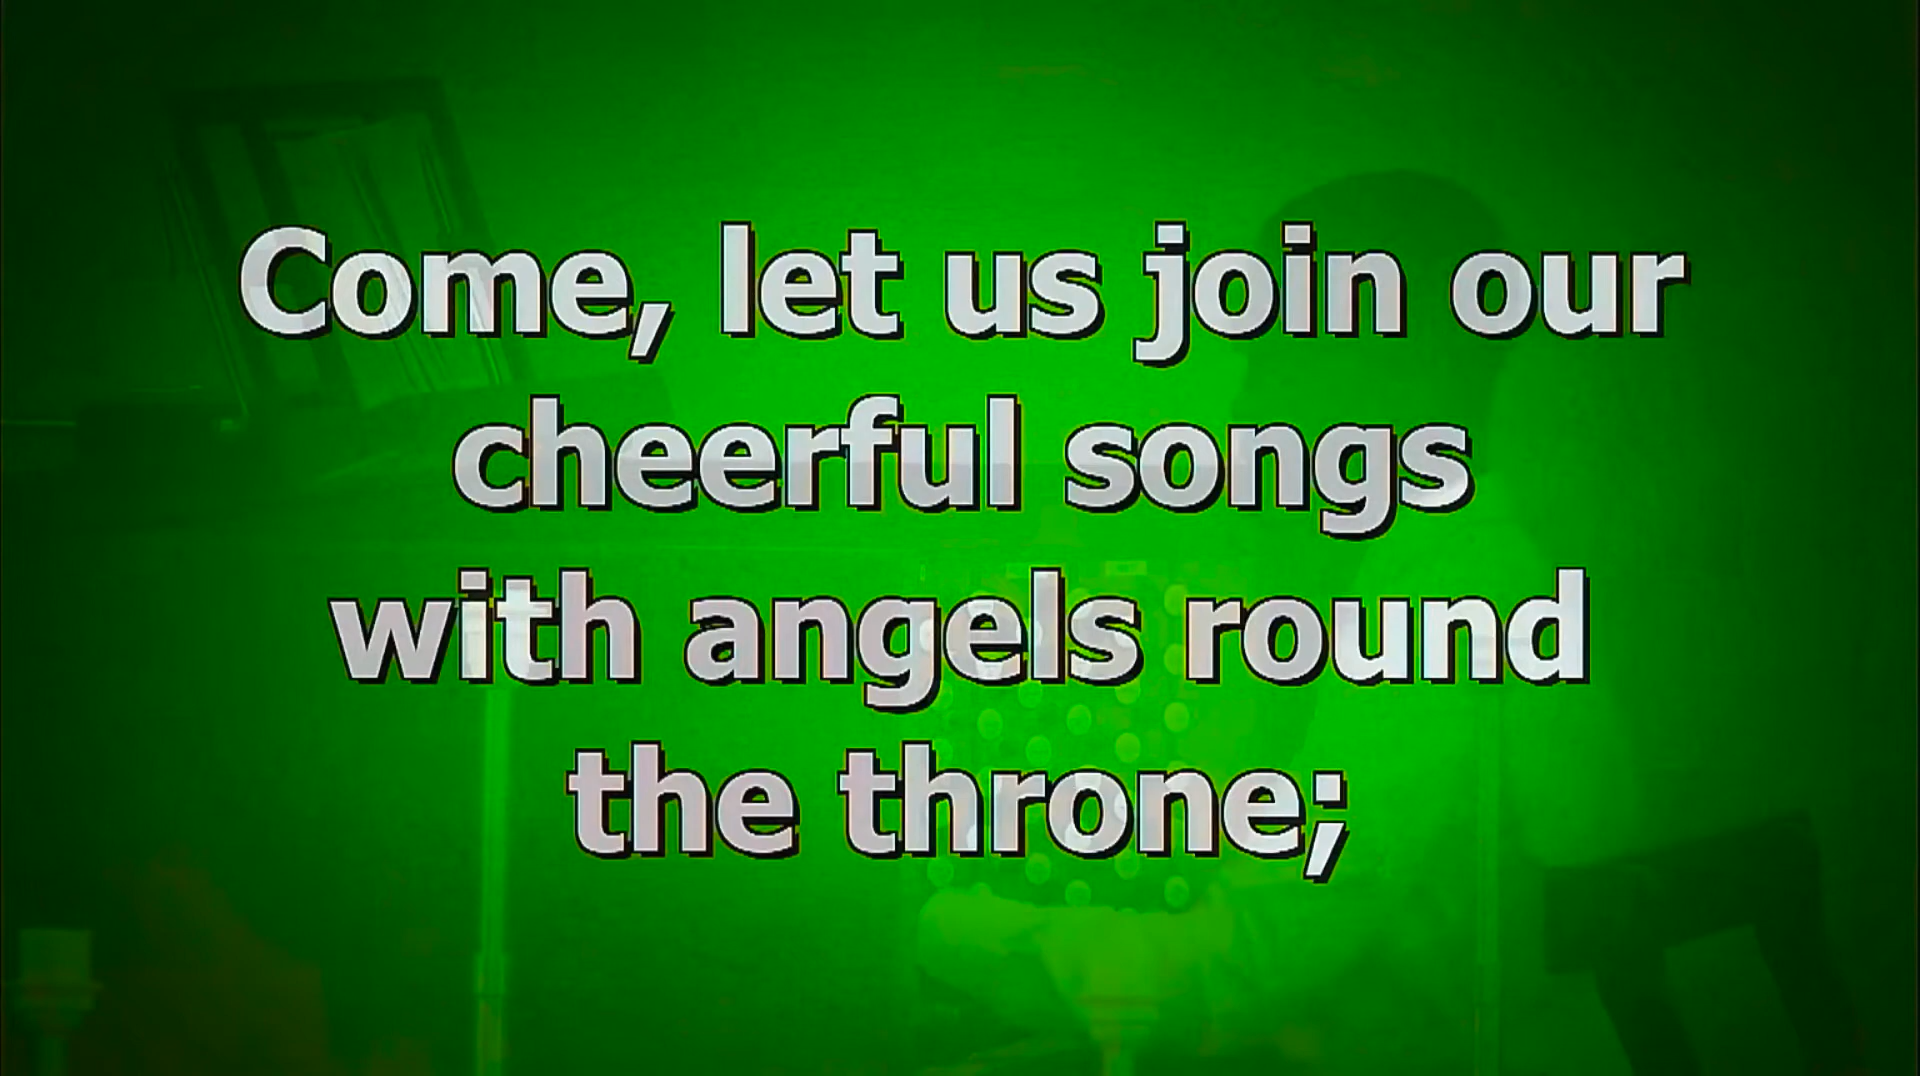 Come, let us join our
cheerful songs
with angels round
the throne;